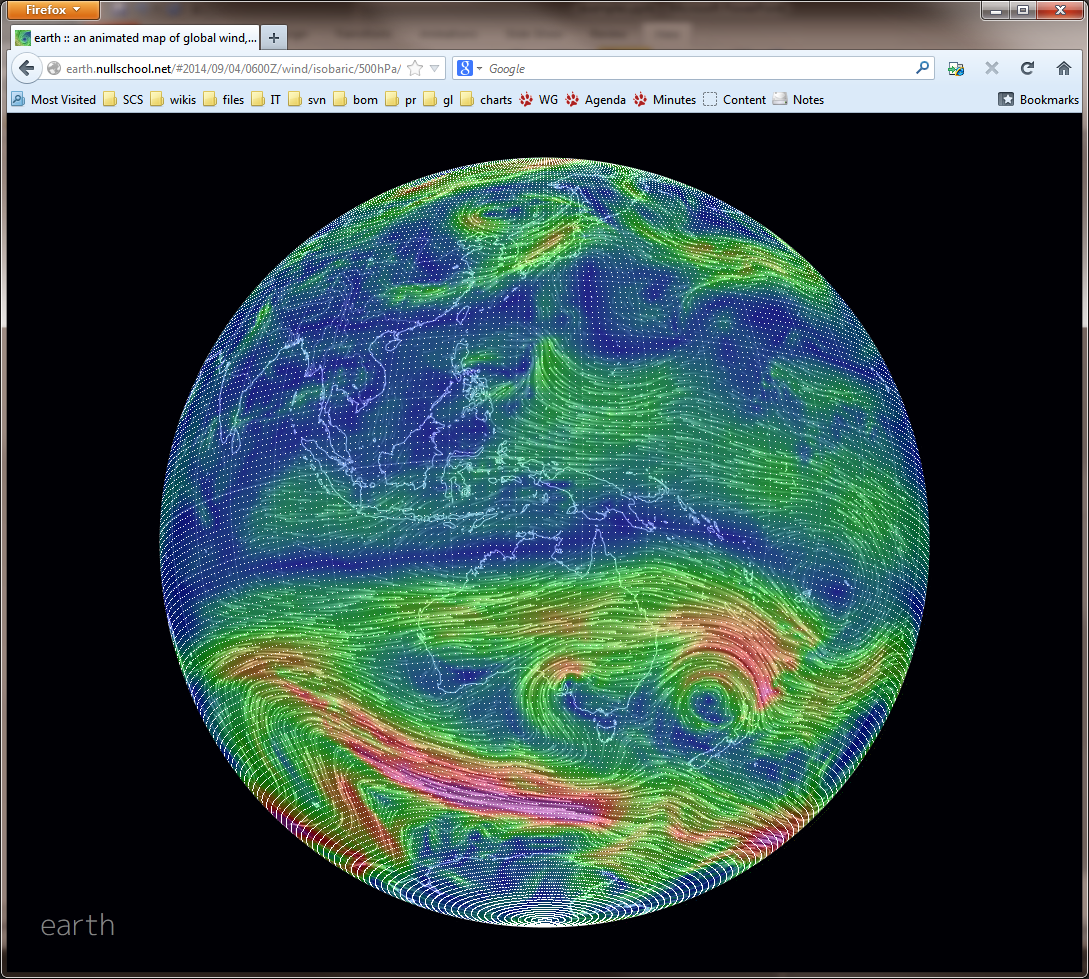 Firefox
earth :: an animated map of global wind,...
earth.nullschool.net/#2014/09/04/0600Z/wind/isobaric/500hPa/
8 Google
Most Visited SCS wikis files IT svn bom pr gl charts WG Agenda Minutes Content Notes Bookmarks
earth